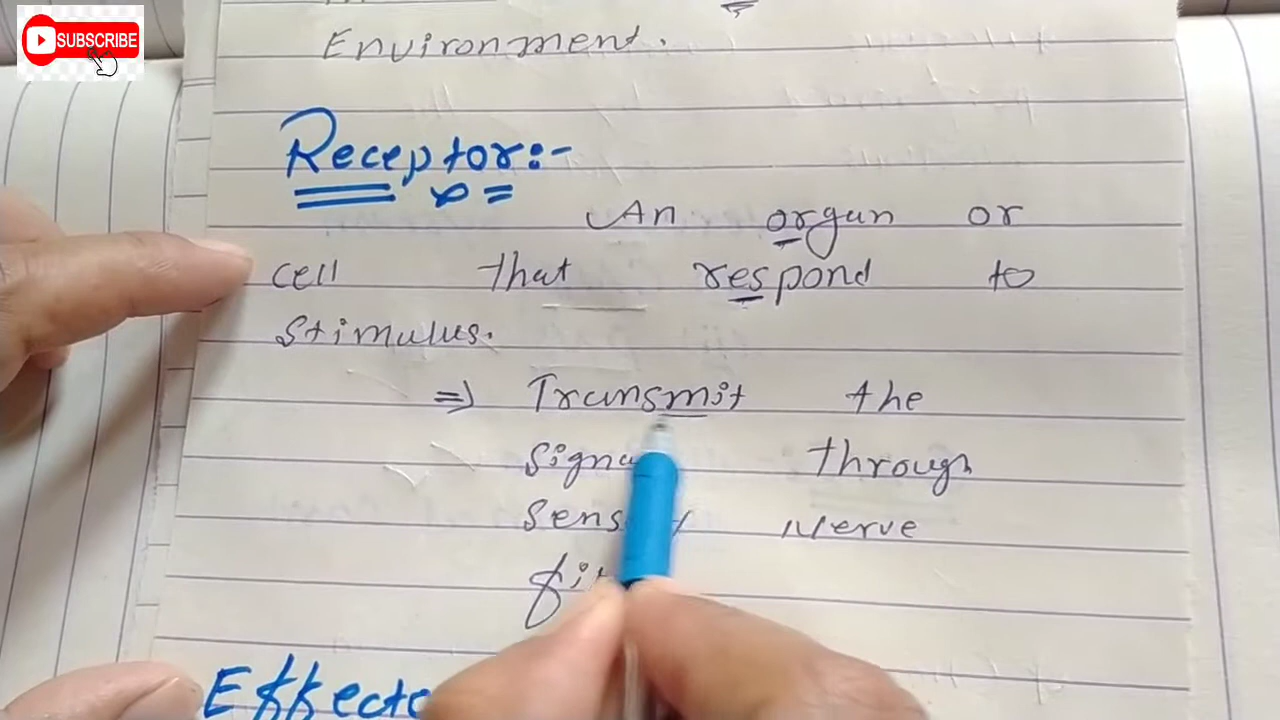 SUBSCRIBE
Environment.
Receptor:-
An organ or
cell that respond to
stimulus.
⇒ Transmit the
through
nerve